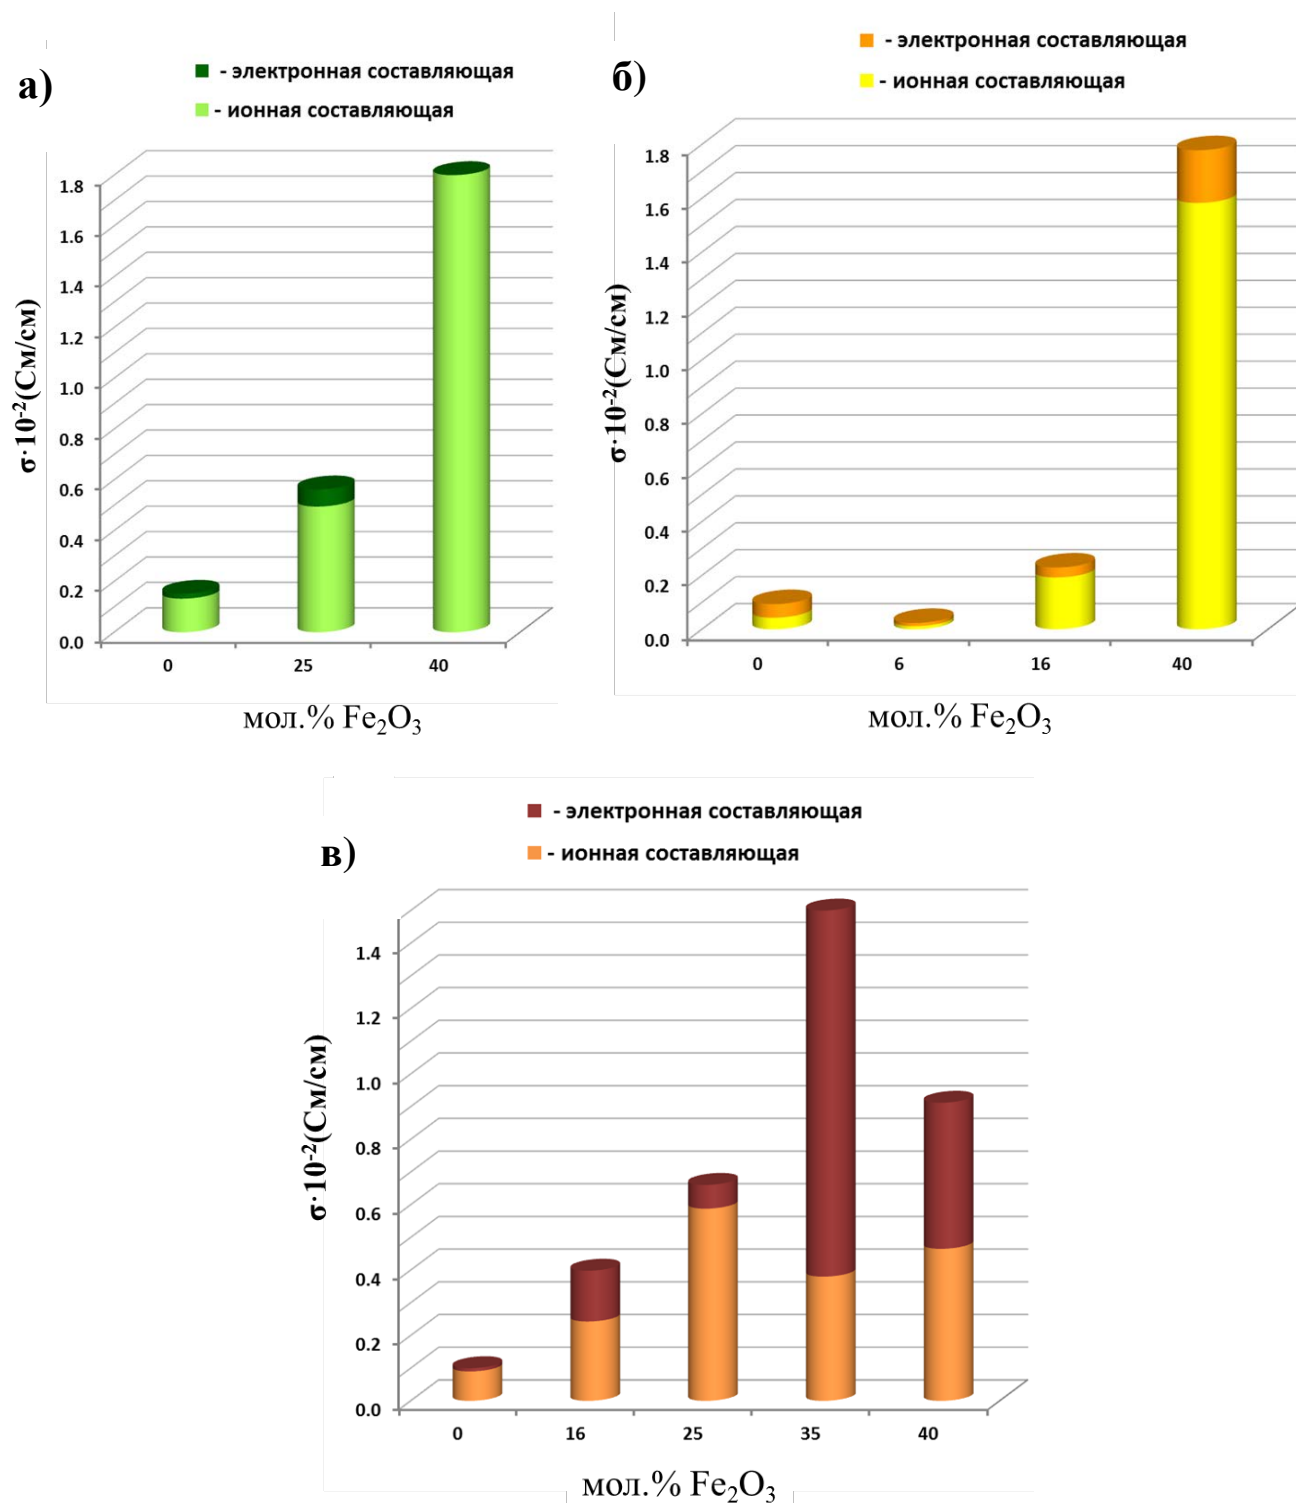 а)
- электронная составляющая
- ионная составляющая
σ·10⁻²(См/см)
1.8
1.6
1.4
1.2
1.0
0.8
0.6
0.4
0.2
0.0
0 25 40
мол.% Fe₂O₃
б)
- электронная составляющая
- ионная составляющая
σ·10⁻²(См/см)
1.8
1.6
1.4
1.2
1.0
0.8
0.6
0.4
0.2
0.0
0 6 16 40
мол.% Fe₂O₃
в)
- электронная составляющая
- ионная составляющая
σ·10⁻²(См/см)
1.4
1.2
1.0
0.8
0.6
0.4
0.2
0.0
0 16 25 35 40
мол.% Fe₂O₃